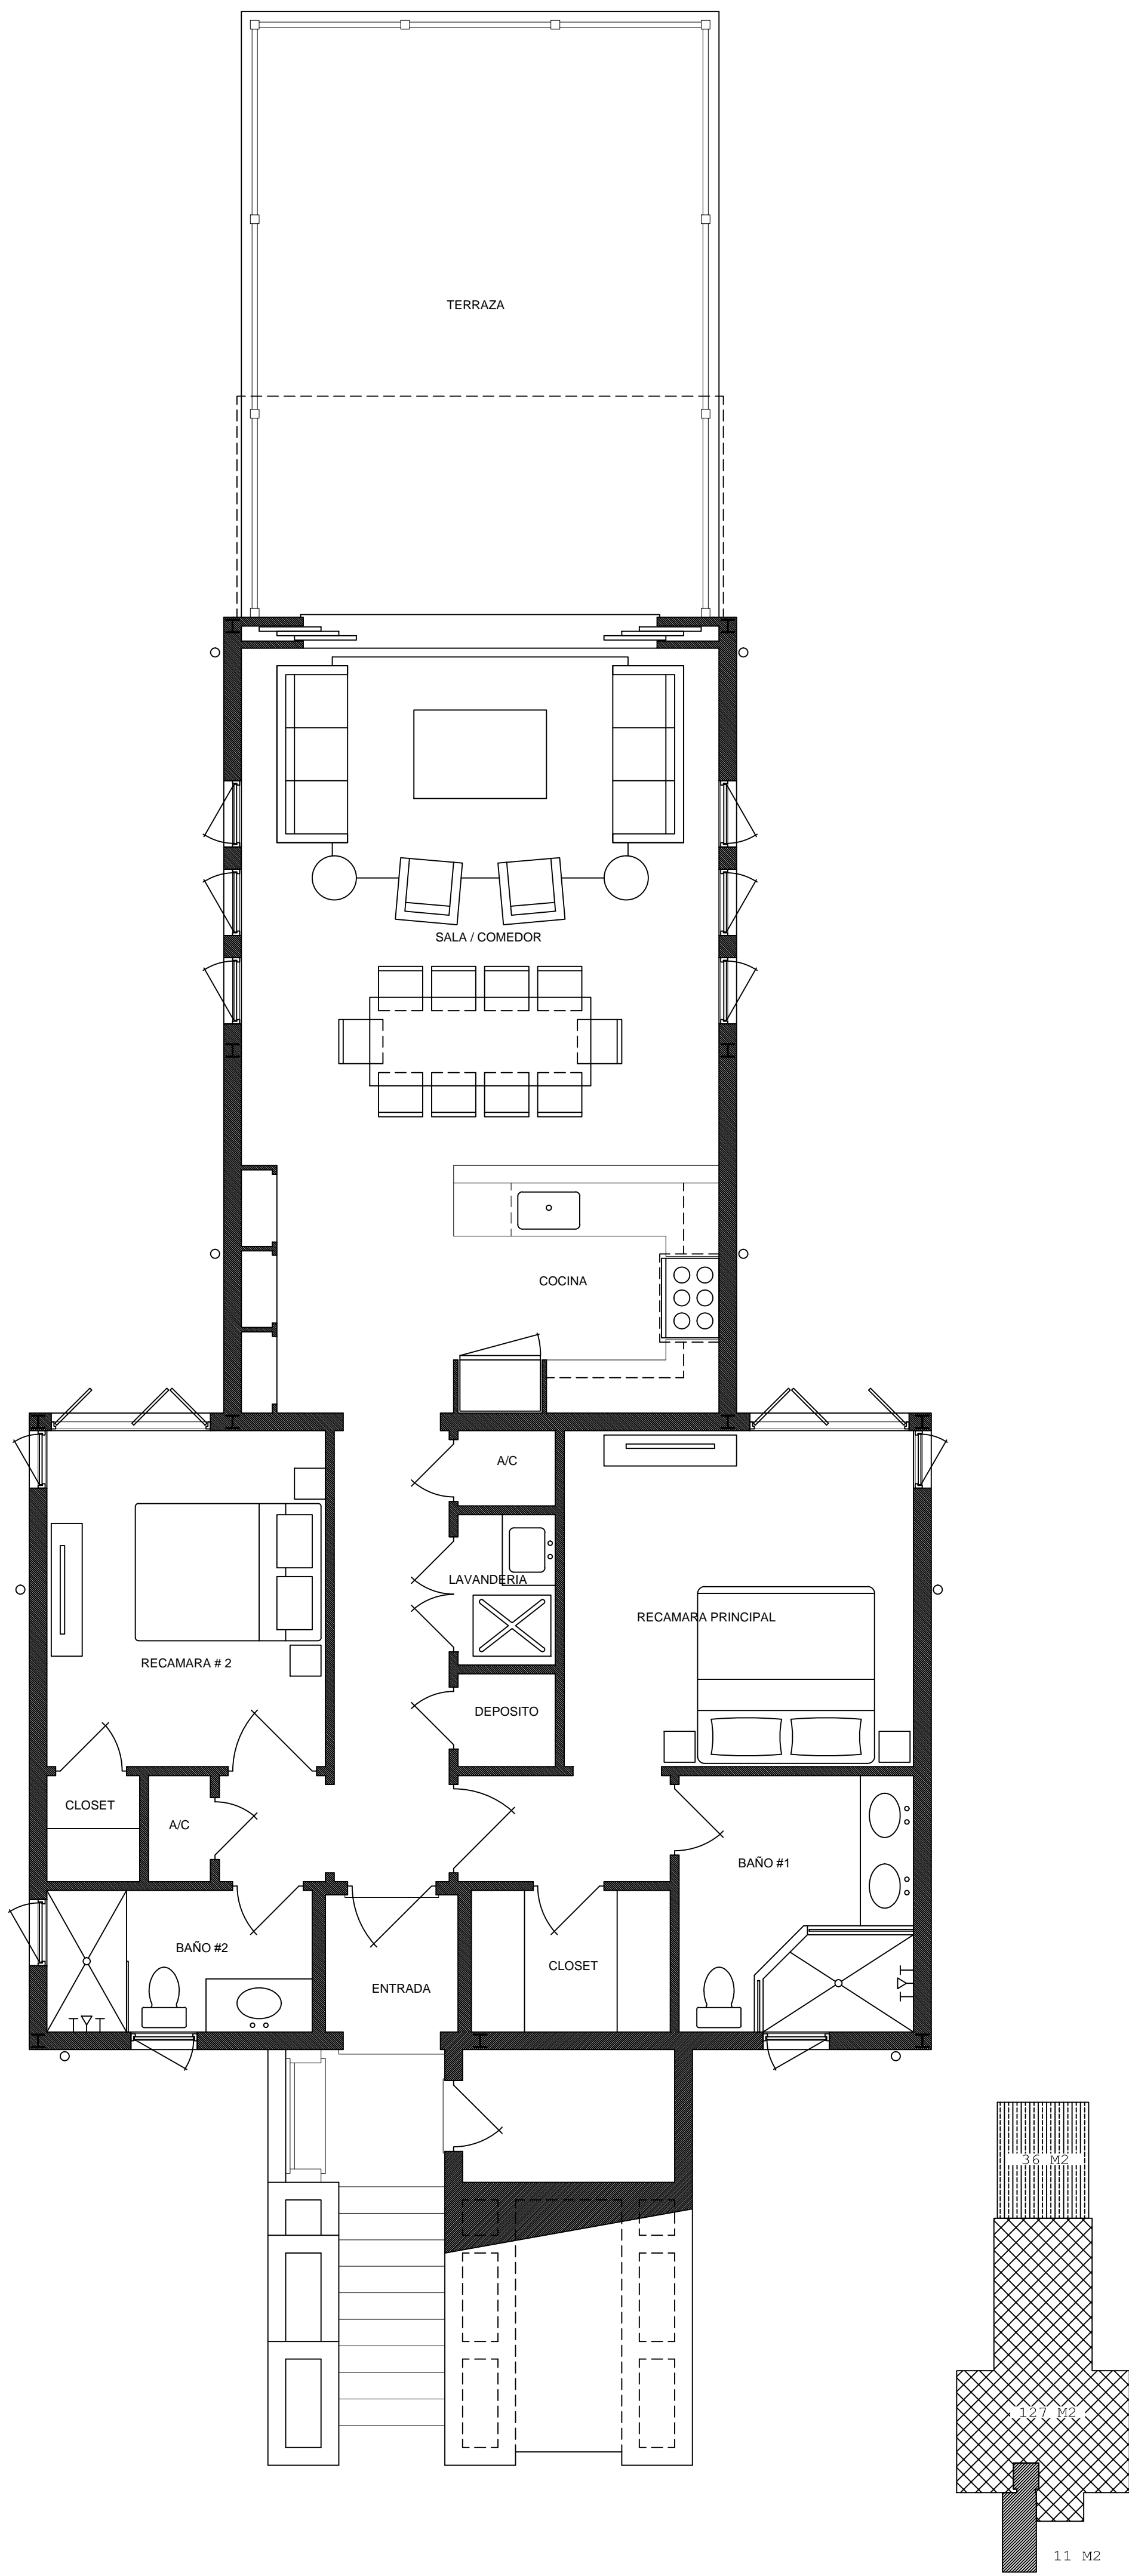 TERRAZA
SALA / COMEDOR
COCINA
A/C
LAVANDERIA
RECAMARA PRINCIPAL
RECAMARA # 2
DEPOSITO
CLOSET
A/C
BAÑO #1
BAÑO #2
CLOSET
ENTRADA
36 M2
127 M2
11 M2